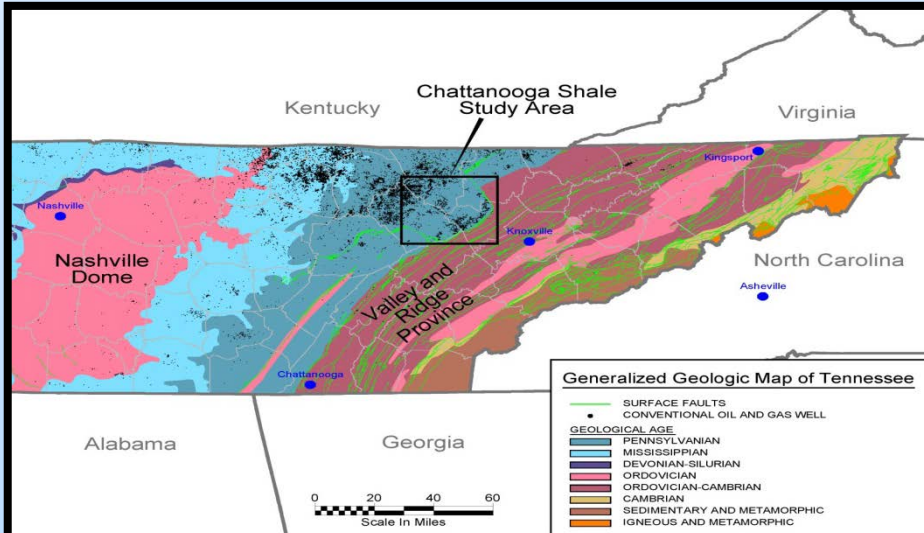 Kentucky
Chattanooga Shale
Study Area
Virginia
Kingsport
Nashville
Knoxville
Nashville
Dome
North Carolina
Valley and
Ridge
Province
Asheville
Chattanooga
Alabama
Georgia
0 20 40 60
Scale In Miles
Generalized Geologic Map of Tennessee
SURFACE FAULTS
CONVENTIONAL OIL AND GAS WELL
GEOLOGICAL AGE
PENNSYLVANIAN
MISSISSIPPIAN
DEVONIAN-SILURIAN
ORDOVICIAN
ORDOVICIAN-CAMBRIAN
CAMBRIAN
SEDIMENTARY AND METAMORPHIC
IGNEOUS AND METAMORPHIC